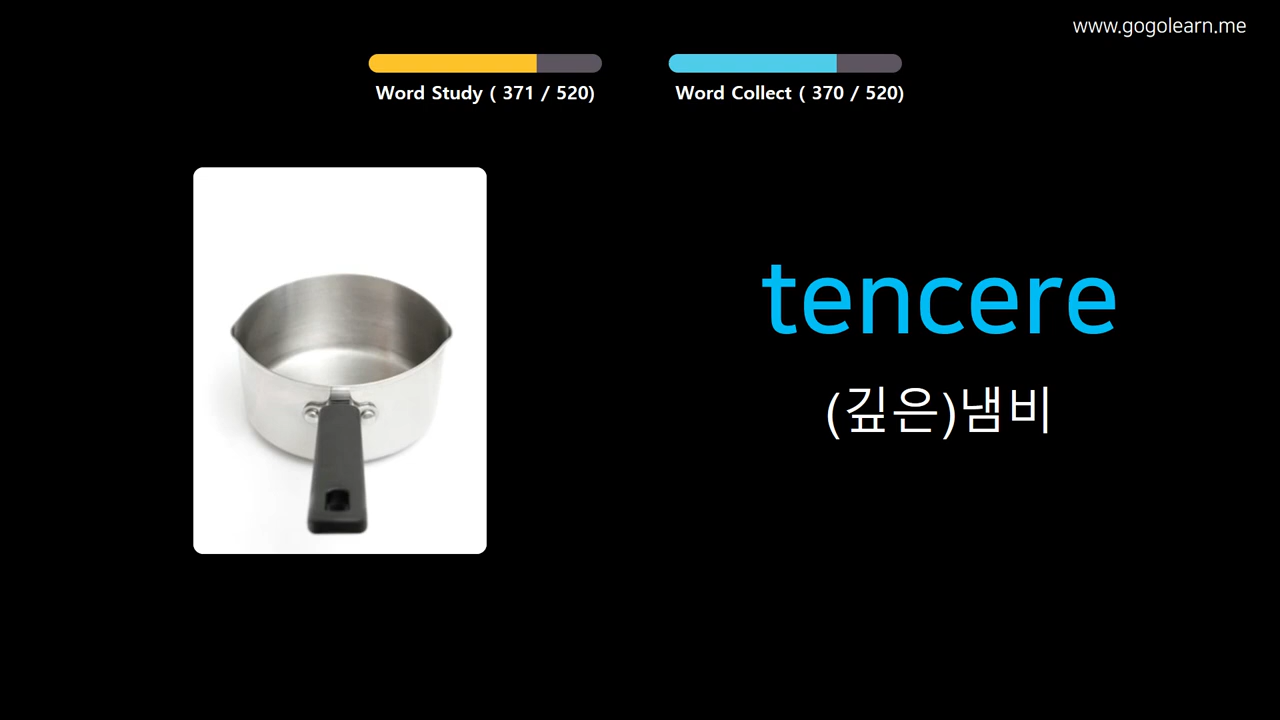 www.gogolearn.me
Word Study ( 371 / 520)
Word Collect ( 370 / 520)
tencere
(깊은)냄비